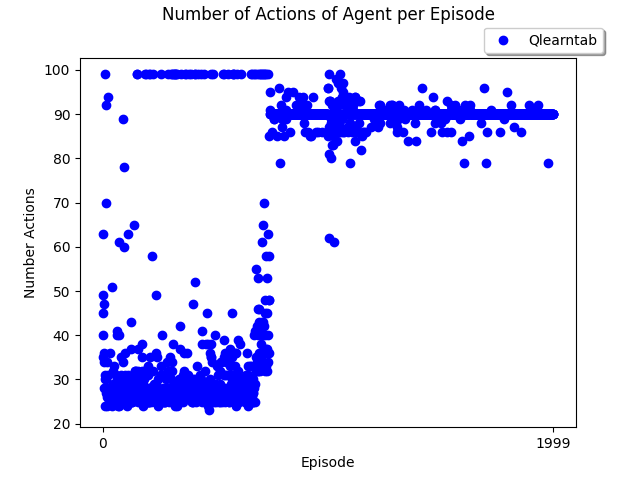 Number of Actions of Agent per Episode
Qlearntab
100
90
80
70
60
50
40
30
20
Number Actions
0 1999
Episode